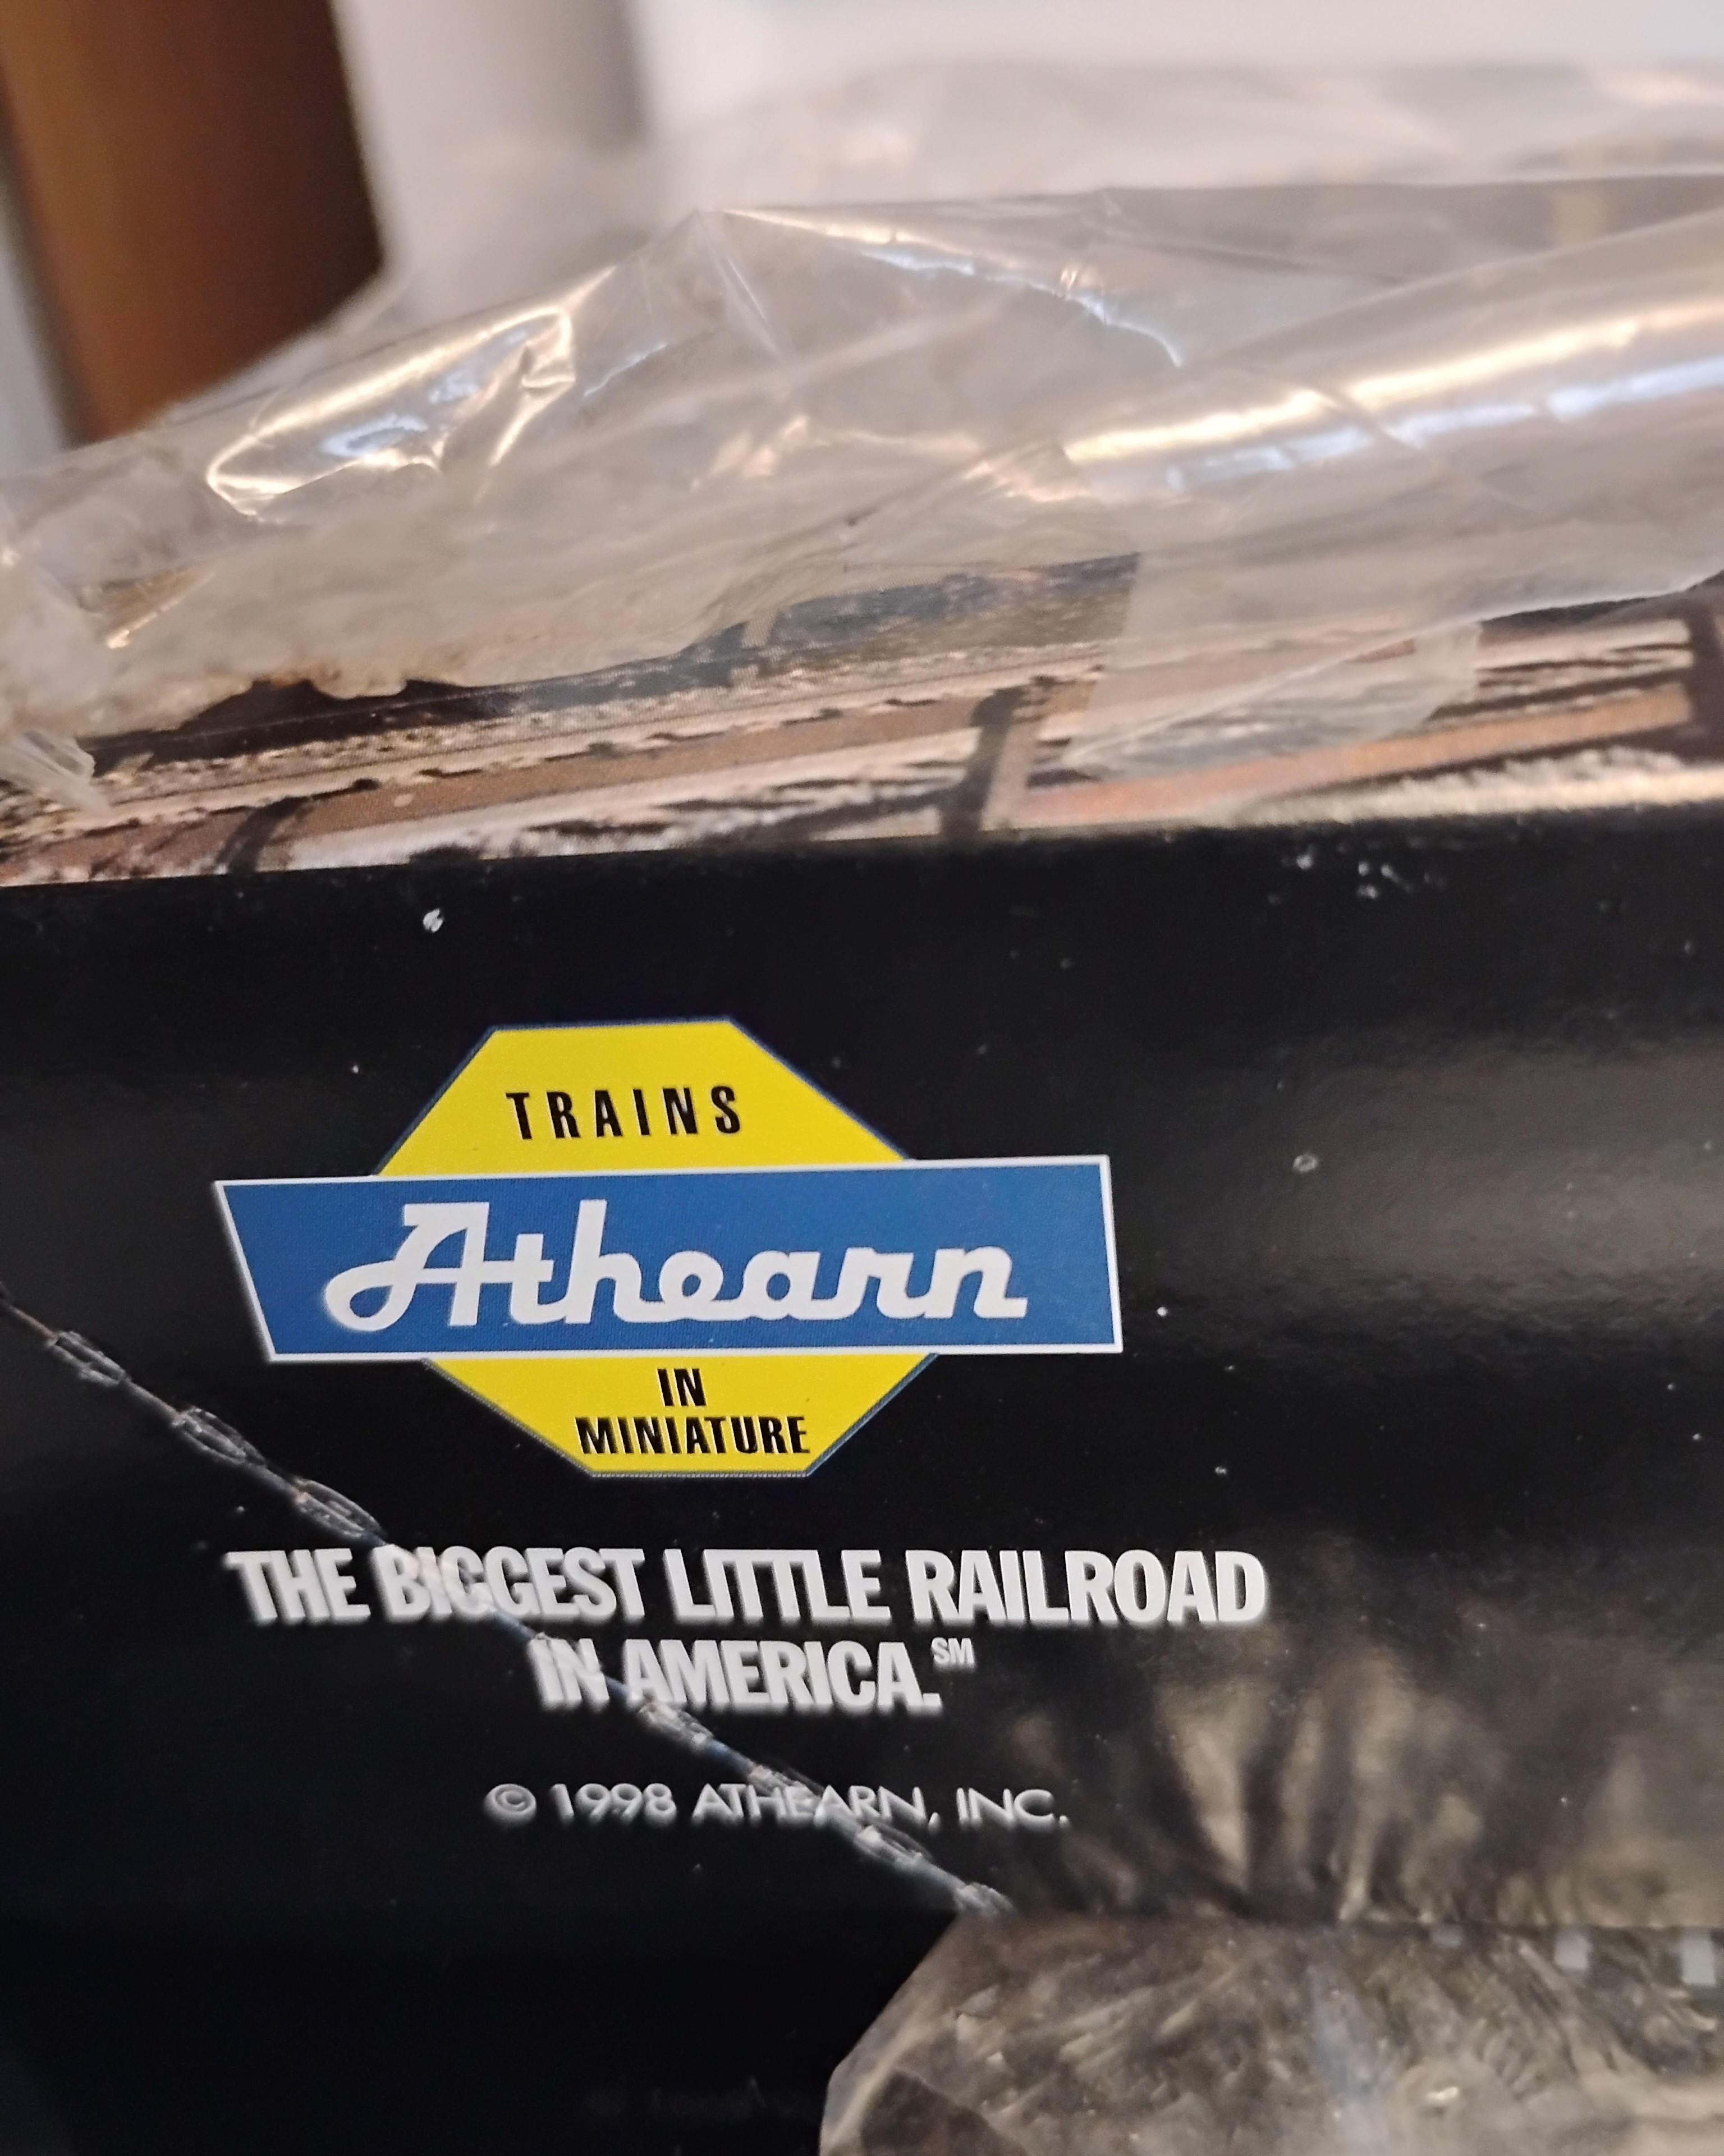 TRAINS
Athearn
IN
MINIATURE
THE BIGGEST LITTLE RAILROAD
IN AMERICA.℠
© 1998 ATHEARN, INC.